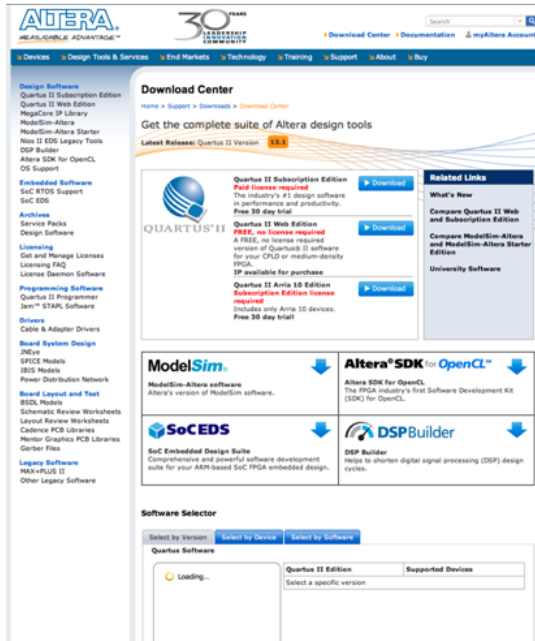 ALTERA
MEASURABLE ADVANTAGE™
30 YEARS
LEADERSHIP
INNOVATION
COMMUNITY
Search
Download Center
Documentation
myAltera Account
Devices
Design Tools & Services
End Markets
Technology
Training
Support
About
Buy
Design Software
Quartus II Subscription Edition
Quartus II Web Edition
MegaCore IP Library
ModelSim-Altera
ModelSim-Altera Starter
Nios II EDS Legacy Tools
DSP Builder
Altera SDK for OpenCL
OS Support
Embedded Software
SoC RTOS Support
SoC EDS
Archives
Service Packs
Design Software
Licensing
Get and Manage Licenses
Licensing FAQ
License Daemon Software
Programming Software
Quartus II Programmer
Jam™ STAPL Software
Drivers
Cable & Adapter Drivers
Board System Design
JNEye
SPICE Models
IBIS Models
Power Distribution Network
Board Layout and Test
BSDL Models
Schematic Review Worksheets
Layout Review Worksheets
Cadence PCB Libraries
Mentor Graphics PCB Libraries
Gerber Files
Legacy Software
MAX+PLUS II
Other Legacy Software
Download Center
Home > Support > Downloads > Download Center
Get the complete suite of Altera design tools
Latest Release: Quartus II Version 13.1
QUARTUS® II
Quartus II Subscription Edition
Paid license required
The industry's #1 design software
in performance and productivity.
Free 30 day trial
Download
Quartus II Web Edition
FREE, no license required
A FREE, no license required
version of Quartus® II software
for your CPLD or medium-density
FPGA.
IP available for purchase
Download
Quartus II Arria 10 Edition
Subscription Edition license
required
Includes only Arria 10 devices.
Free 30 day trial!
Download
Related Links
What's New
Compare Quartus II Web
and Subscription Edition
Compare ModelSim-Altera
and ModelSim-Altera Starter
Edition
University Software
ModelSim®
ModelSim-Altera software
Altera's version of ModelSim software.
Altera® SDK for OpenCL™
Altera SDK for OpenCL
The FPGA industry's first Software Development Kit
(SDK) for OpenCL.
SoCEDS
SoC Embedded Design Suite
Comprehensive and powerful software development
suite for your ARM-based SoC FPGA embedded design.
DSPBuilder
DSP Builder
Helps to shorten digital signal processing (DSP) design
cycles.
Software Selector
Select by Version
Select by Device
Select by Software
Quartus Software
Loading...
Quartus II Edition
Supported Devices
Select a specific version